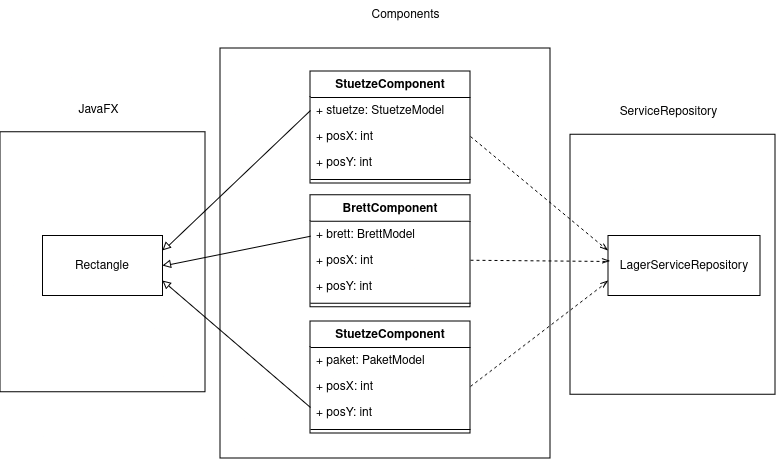 Components
JavaFX
ServiceRepository
StuetzeComponent
+ stuetze: StuetzeModel
+ posX: int
+ posY: int
BrettComponent
+ brett: BrettModel
+ posX: int
+ posY: int
StuetzeComponent
+ paket: PaketModel
+ posX: int
+ posY: int
Rectangle
LagerServiceRepository